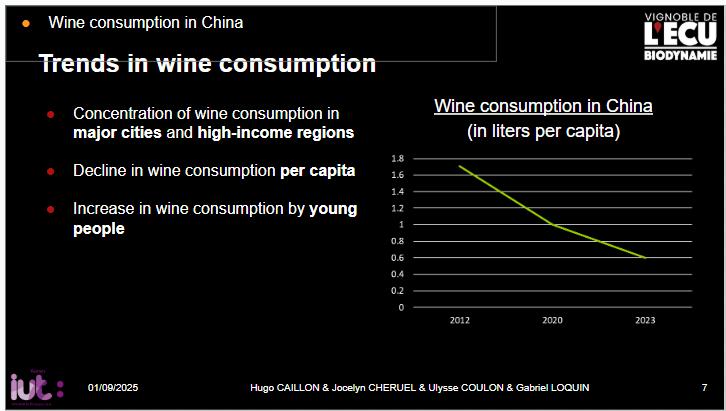 Wine consumption in China
VIGNOBLE DE
L'ECU
BIODYNAMIE
Trends in wine consumption
Concentration of wine consumption in
major cities and high-income regions
Decline in wine consumption per capita
Increase in wine consumption by young
people
Wine consumption in China
(in liters per capita)
1.8
1.6
1.4
1.2
1
0.8
0.6
0.4
0.2
0
2012 2020 2023
iut:
01/09/2025 Hugo CAILLON & Jocelyn CHERUEL & Ulysse COULON & Gabriel LOQUIN 7